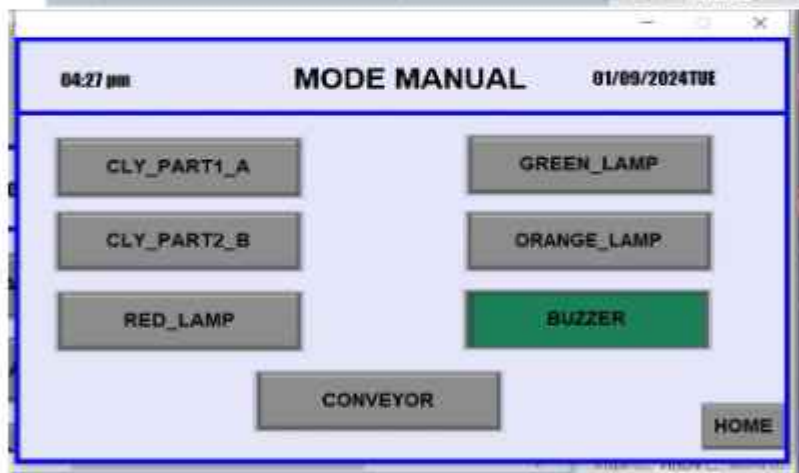 04:27 pm MODE MANUAL 01/09/2024TUE
CLY_PART1_A GREEN_LAMP
CLY_PART2_B ORANGE_LAMP
RED_LAMP BUZZER
CONVEYOR
HOME